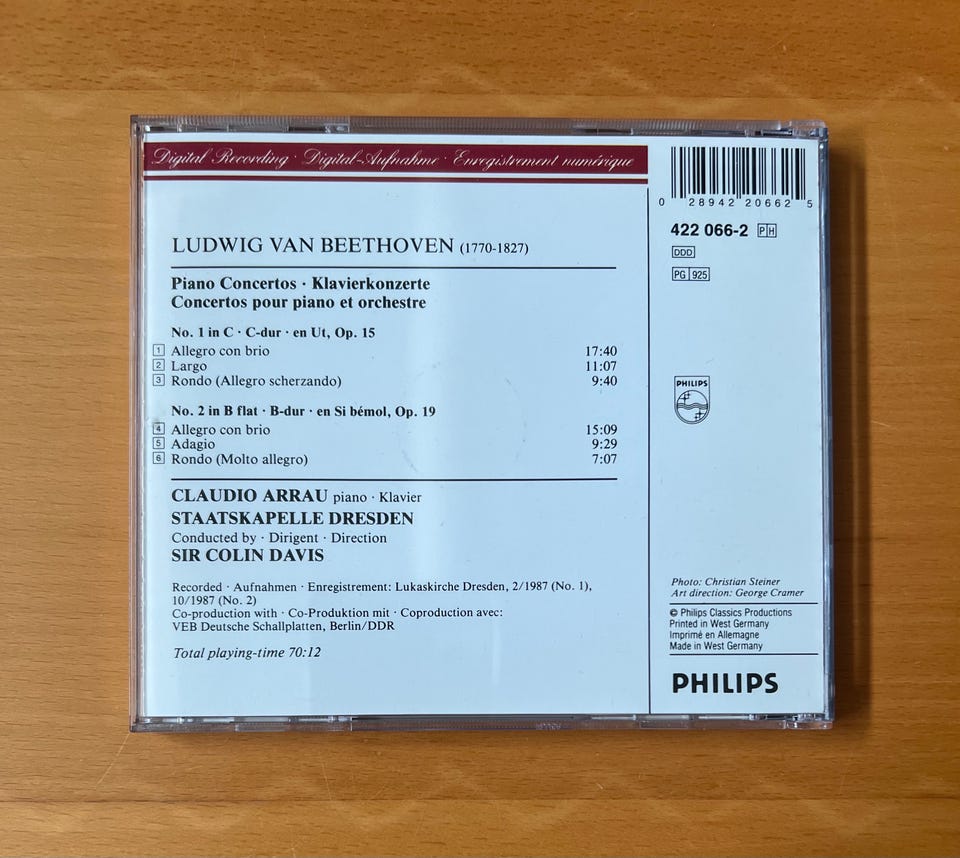 Digital Recording · Digital-Aufnahme · Enregistrement numérique
LUDWIG VAN BEETHOVEN (1770-1827)
Piano Concertos · Klavierkonzerte
Concertos pour piano et orchestre
No. 1 in C · C-dur · en Ut, Op. 15
1 Allegro con brio 17:40
2 Largo 11:07
3 Rondo (Allegro scherzando) 9:40
No. 2 in B flat · B-dur · en Si bémol, Op. 19
4 Allegro con brio 15:09
5 Adagio 9:29
6 Rondo (Molto allegro) 7:07
CLAUDIO ARRAU piano · Klavier
STAATSKAPELLE DRESDEN
Conducted by · Dirigent · Direction
SIR COLIN DAVIS
Recorded · Aufnahmen · Enregistrement: Lukaskirche Dresden, 2/1987 (No. 1),
10/1987 (No. 2)
Co-production with · Co-Produktion mit · Coproduction avec:
VEB Deutsche Schallplatten, Berlin/DDR
Total playing-time 70:12
0 28942 20662 5
422 066-2 PH
DDD
PG 925
PHILIPS
Photo: Christian Steiner
Art direction: George Cramer
© Philips Classics Productions
Printed in West Germany
Imprimé en Allemagne
Made in West Germany
PHILIPS